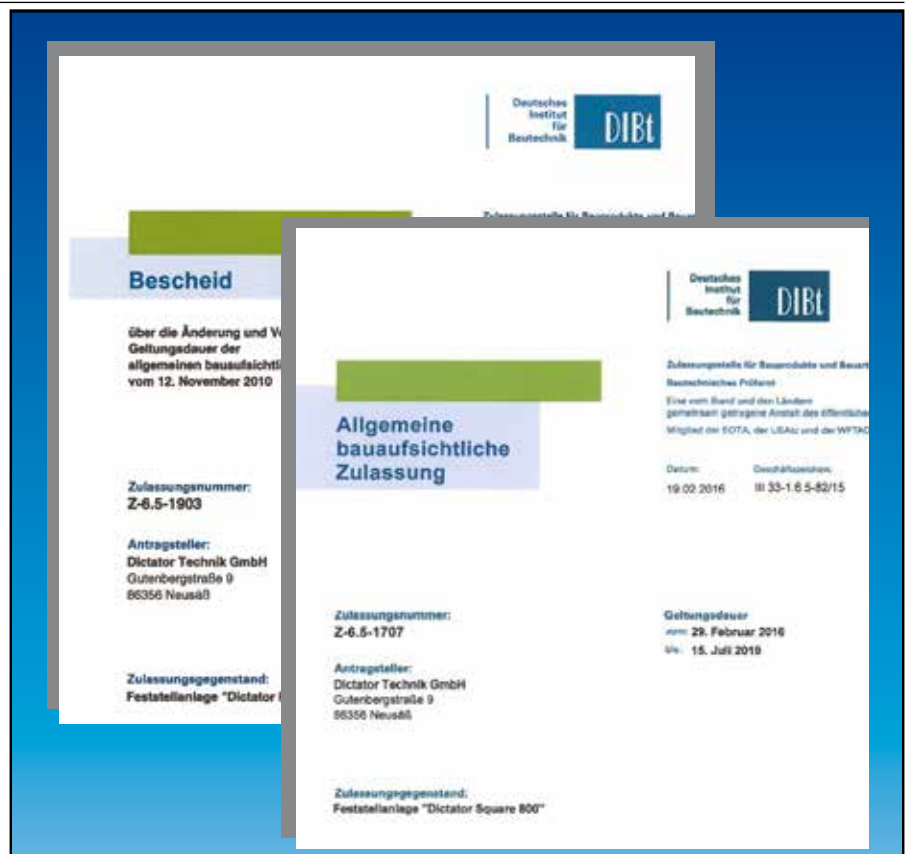 Deutsches
Institut
für
Bautechnik
DIBt
Zulassungsstelle für Bauprodukte und
Bescheid
über die Änderung und
Geltungsdauer der
allgemeinen
vom 12. November 2010
Zulassungsnummer:
Z-6.5-1903
Antragsteller:
Dictator Technik GmbH
Gutenbergstraße 9
86356 Neusäß
Zulassungsgegenstand:
Feststellanlage "Dictator
Deutsches
Institut
für
Bautechnik
DIBt
Allgemeine
bauaufsichtliche
Zulassung
Zulassungsstelle für Bauprodukte und
Bautechnisches Prüfamt
Eine vom Bund und den Ländern
gemeinsam getragene Anstalt des
Mitglied der EOTA, der UEAtc und der
Datum:
Geschäftszeichen:
19.02.2016
III 33-1.6.5-82/15
Zulassungsnummer:
Z-6.5-1707
Geltungsdauer
vom: 29. Februar 2016
bis: 15. Juli 2019
Antragsteller:
Dictator Technik GmbH
Gutenbergstraße 9
86356 Neusäß
Zulassungsgegenstand:
Feststellanlage "Dictator Square 800"